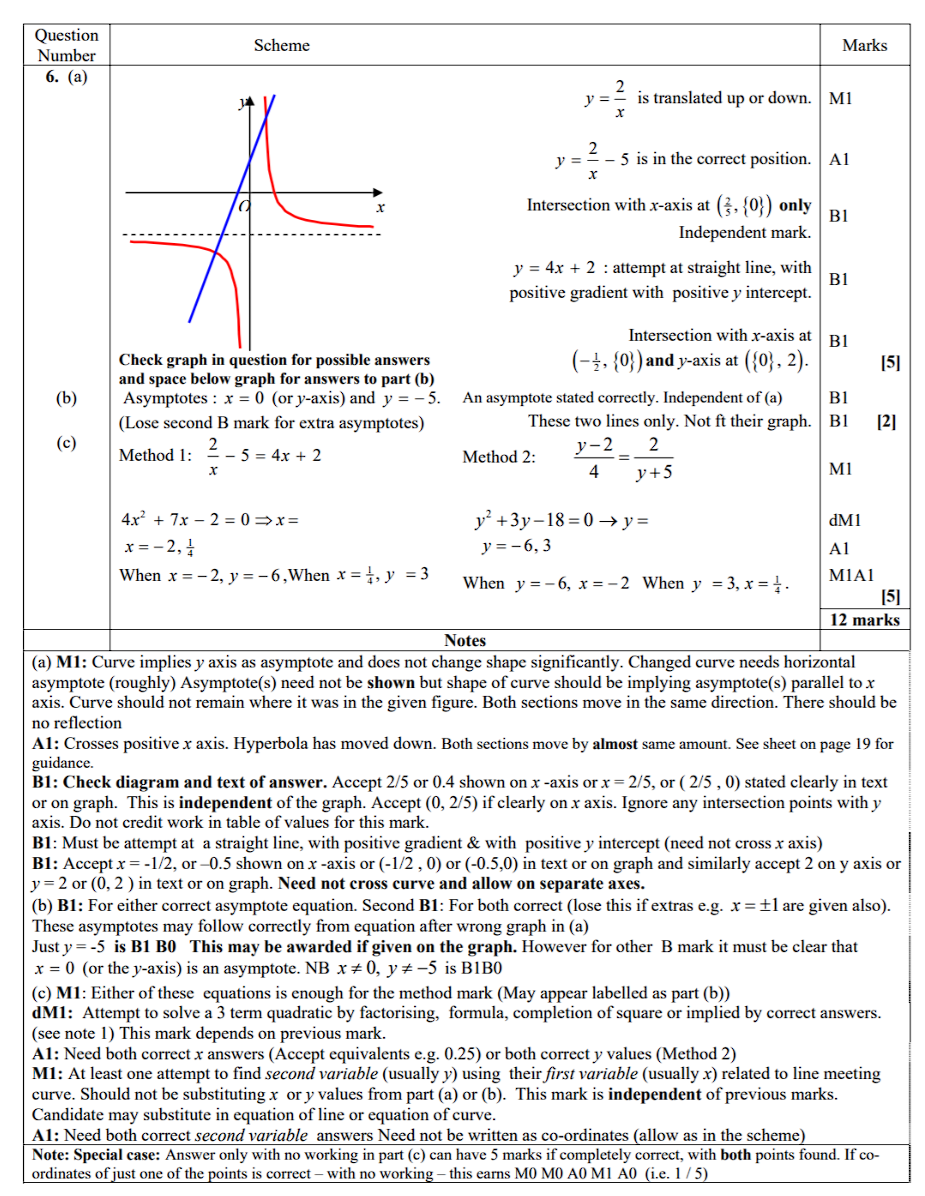 Question Number Scheme Marks
6. (a) y = 2/x is translated up or down. M1
y = 2/x − 5 is in the correct position. A1
Intersection with x-axis at (2/5, {0}) only
Independent mark. B1
y = 4x + 2 : attempt at straight line, with
positive gradient with positive y intercept. B1
y
O
x
Intersection with x-axis at
(−1/2, {0}) and y-axis at ({0}, 2). B1
[5]
Check graph in question for possible answers
and space below graph for answers to part (b)
(b) Asymptotes : x = 0 (or y-axis) and y = − 5. An asymptote stated correctly. Independent of (a) B1
(Lose second B mark for extra asymptotes) These two lines only. Not ft their graph. B1 [2]
(c) Method 1: 2/x − 5 = 4x + 2 Method 2: (y−2)/4 = 2/(y+5) M1
4x² + 7x − 2 = 0 ⇒ x = y² + 3y − 18 = 0 → y = dM1
x = − 2, 1/4 y = − 6, 3 A1
When x = − 2, y = − 6 , When x = 1/4, y = 3 When y = − 6, x = − 2 When y = 3, x = 1/4 . M1A1
[5]
12 marks
Notes
(a) M1: Curve implies y axis as asymptote and does not change shape significantly. Changed curve needs horizontal
asymptote (roughly) Asymptote(s) need not be shown but shape of curve should be implying asymptote(s) parallel to x
axis. Curve should not remain where it was in the given figure. Both sections move in the same direction. There should be
no reflection
A1: Crosses positive x axis. Hyperbola has moved down. Both sections move by almost same amount. See sheet on page 19 for
guidance.
B1: Check diagram and text of answer. Accept 2/5 or 0.4 shown on x -axis or x = 2/5, or ( 2/5 , 0) stated clearly in text
or on graph. This is independent of the graph. Accept (0, 2/5) if clearly on x axis. Ignore any intersection points with y
axis. Do not credit work in table of values for this mark.
B1: Must be attempt at a straight line, with positive gradient & with positive y intercept (need not cross x axis)
B1: Accept x = -1/2, or –0.5 shown on x -axis or (-1/2 , 0) or (-0.5,0) in text or on graph and similarly accept 2 on y axis or
y = 2 or (0, 2 ) in text or on graph. Need not cross curve and allow on separate axes.
(b) B1: For either correct asymptote equation. Second B1: For both correct (lose this if extras e.g. x = ±1 are given also).
These asymptotes may follow correctly from equation after wrong graph in (a)
Just y = -5 is B1 B0 This may be awarded if given on the graph. However for other B mark it must be clear that
x = 0 (or the y-axis) is an asymptote. NB x ≠ 0, y ≠ −5 is B1B0
(c) M1: Either of these equations is enough for the method mark (May appear labelled as part (b))
dM1: Attempt to solve a 3 term quadratic by factorising, formula, completion of square or implied by correct answers.
(see note 1) This mark depends on previous mark.
A1: Need both correct x answers (Accept equivalents e.g. 0.25) or both correct y values (Method 2)
M1: At least one attempt to find second variable (usually y) using their first variable (usually x) related to line meeting
curve. Should not be substituting x or y values from part (a) or (b). This mark is independent of previous marks.
Candidate may substitute in equation of line or equation of curve.
A1: Need both correct second variable answers Need not be written as co-ordinates (allow as in the scheme)
Note: Special case: Answer only with no working in part (c) can have 5 marks if completely correct, with both points found. If co-
ordinates of just one of the points is correct – with no working – this earns M0 M0 A0 M1 A0 (i.e. 1 / 5)